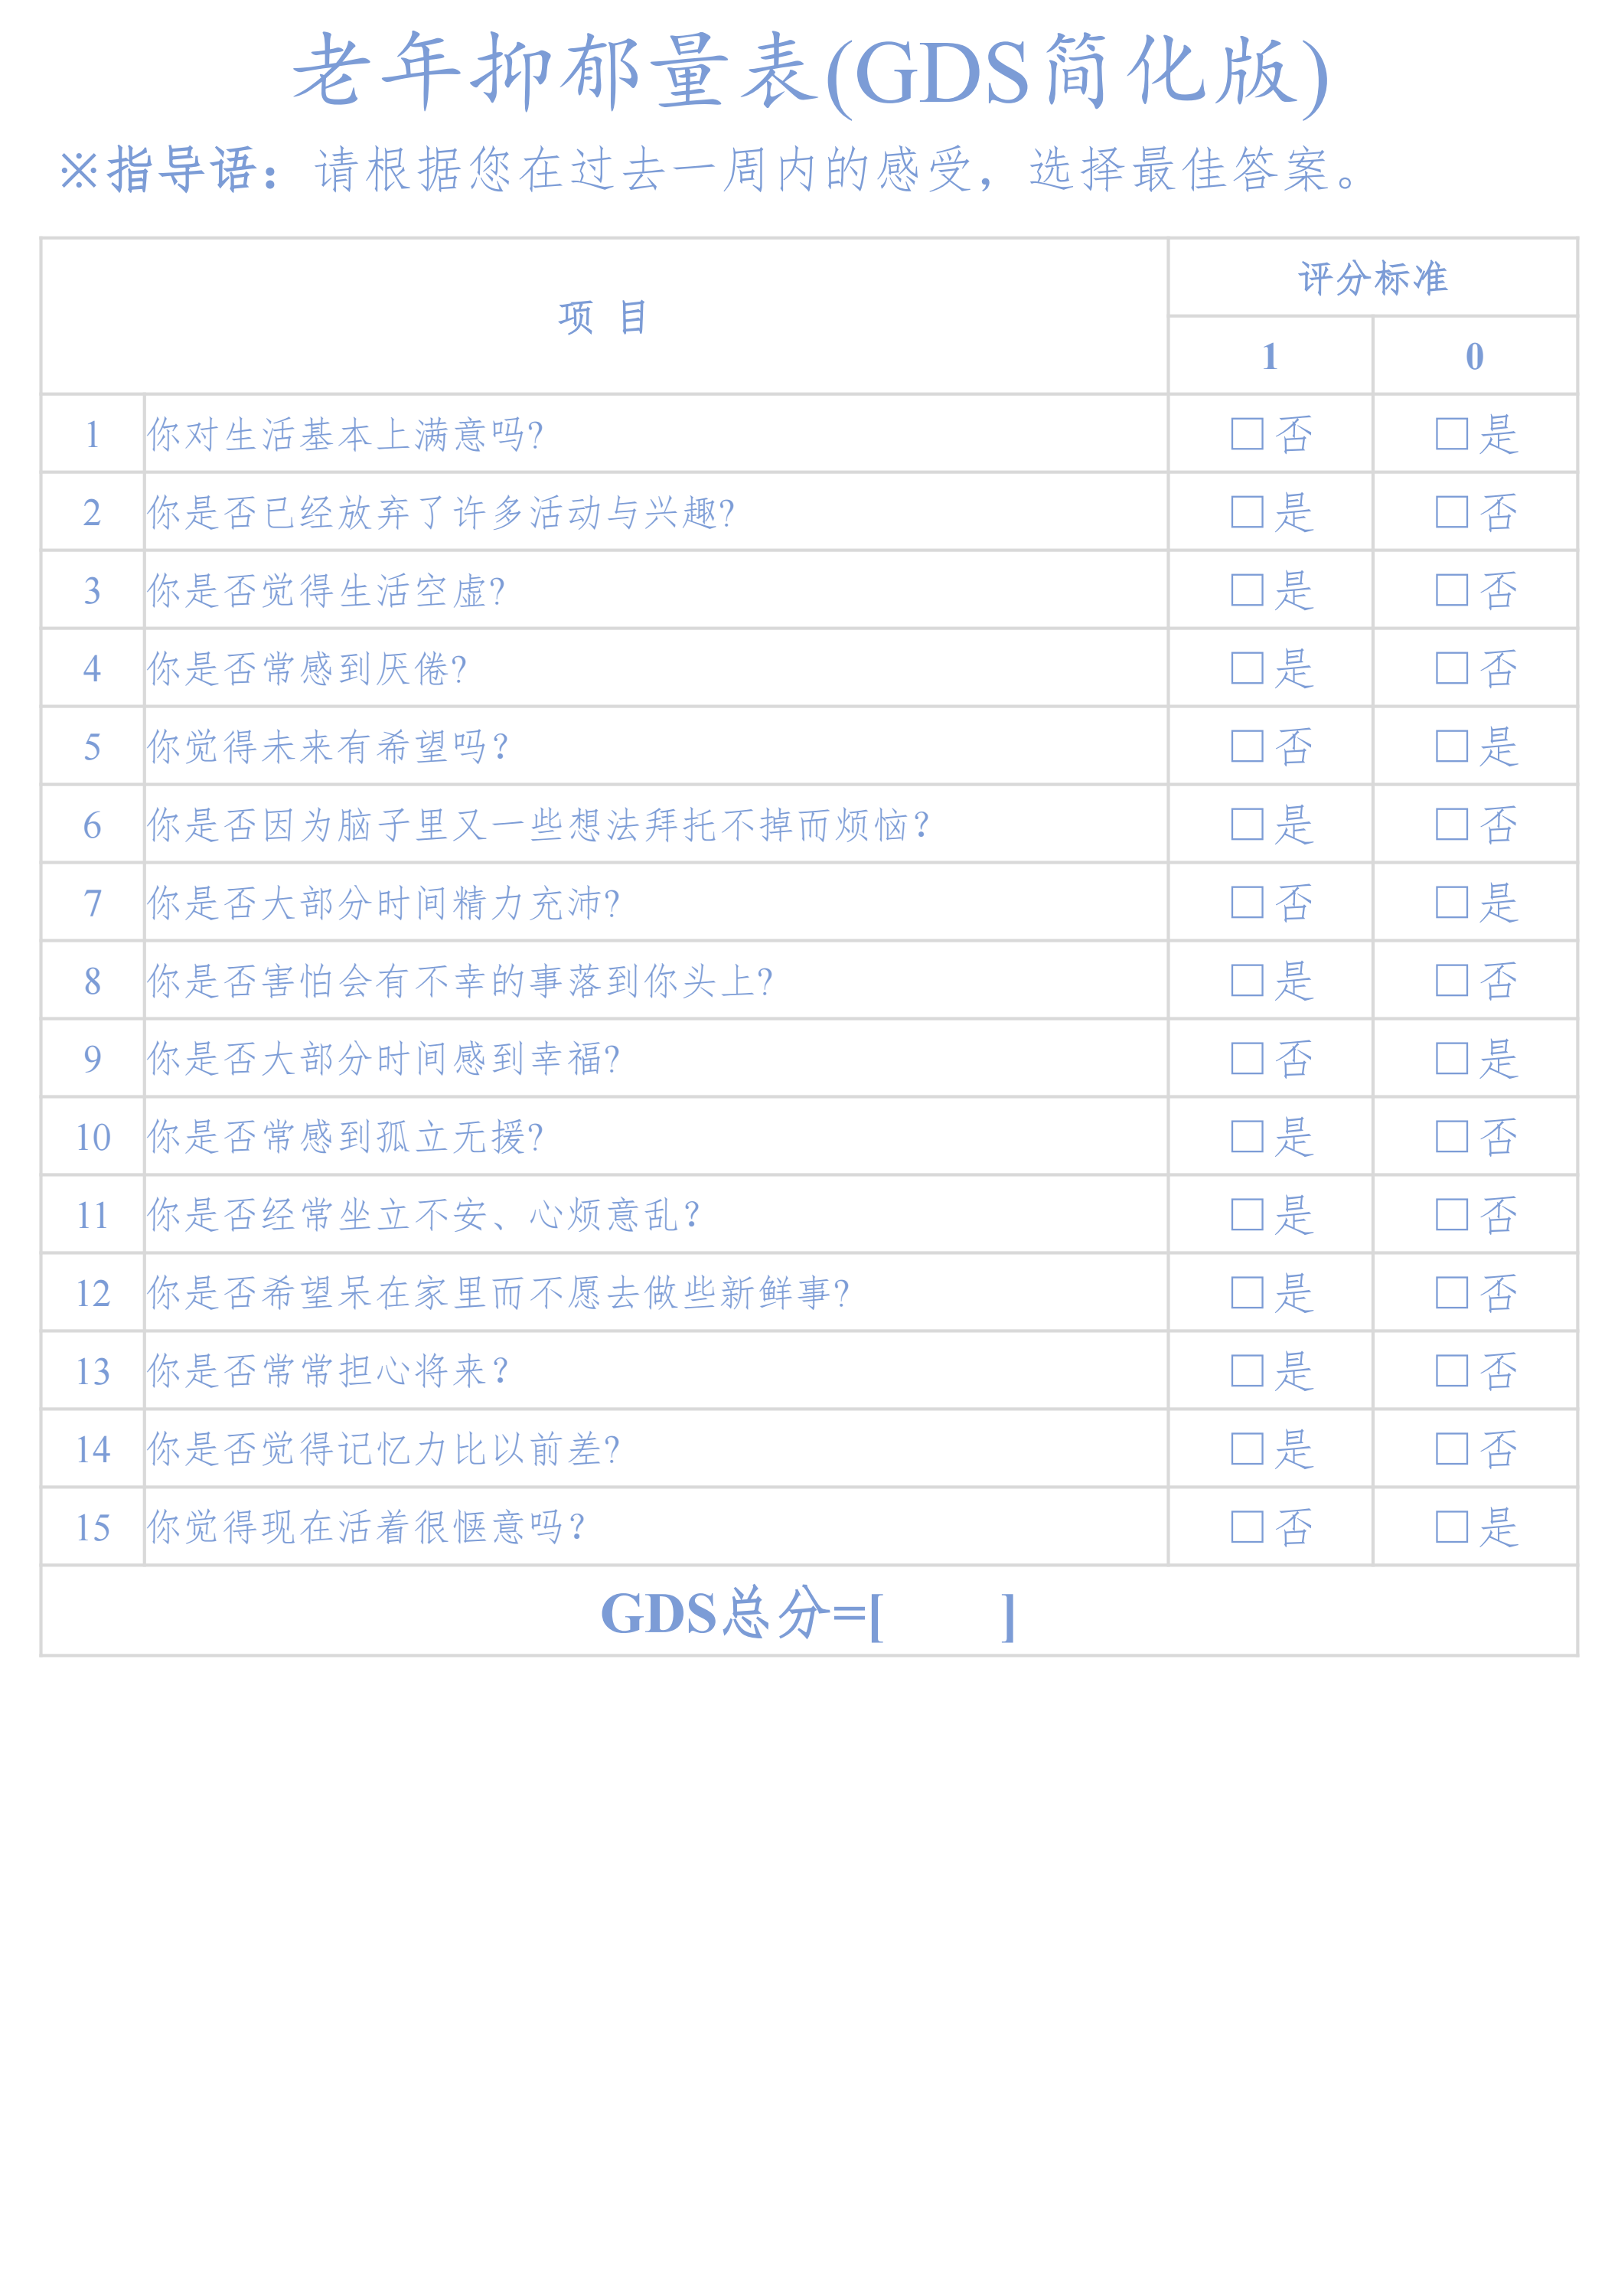 老年抑郁量表(GDS简化版)
※指导语：请根据您在过去一周内的感受，选择最佳答案。
项 目 评分标准
1 0
1 你对生活基本上满意吗? □否 □是
2 你是否已经放弃了许多活动与兴趣? □是 □否
3 你是否觉得生活空虚? □是 □否
4 你是否常感到厌倦? □是 □否
5 你觉得未来有希望吗？ □否 □是
6 你是否因为脑子里又一些想法拜托不掉而烦恼？ □是 □否
7 你是否大部分时间精力充沛? □否 □是
8 你是否害怕会有不幸的事落到你头上? □是 □否
9 你是否大部分时间感到幸福? □否 □是
10 你是否常感到孤立无援? □是 □否
11 你是否经常坐立不安、心烦意乱？ □是 □否
12 你是否希望呆在家里而不愿去做些新鲜事? □是 □否
13 你是否常常担心将来？ □是 □否
14 你是否觉得记忆力比以前差? □是 □否
15 你觉得现在活着很惬意吗？ □否 □是
GDS总分=[ ]